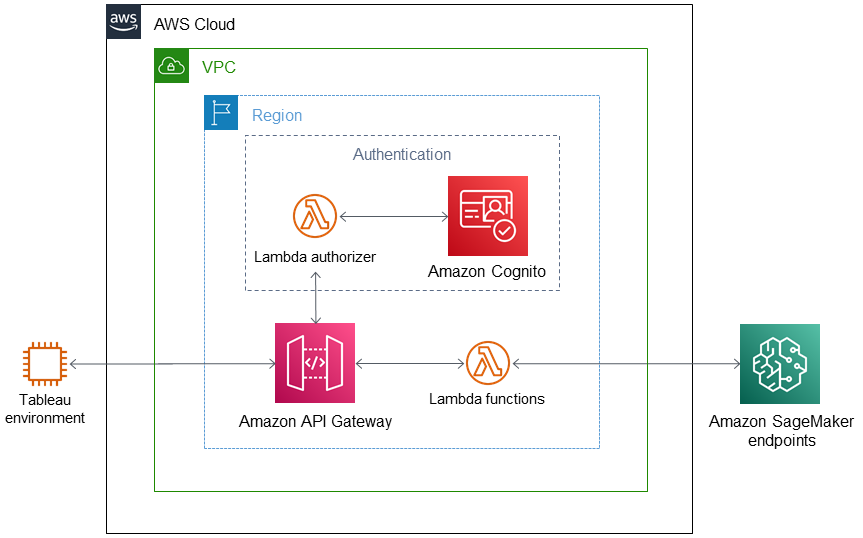 aws
AWS Cloud
VPC
Region
Authentication
Lambda authorizer
Amazon Cognito
</>
Tableau
environment
Amazon API Gateway
Lambda functions
Amazon SageMaker
endpoints